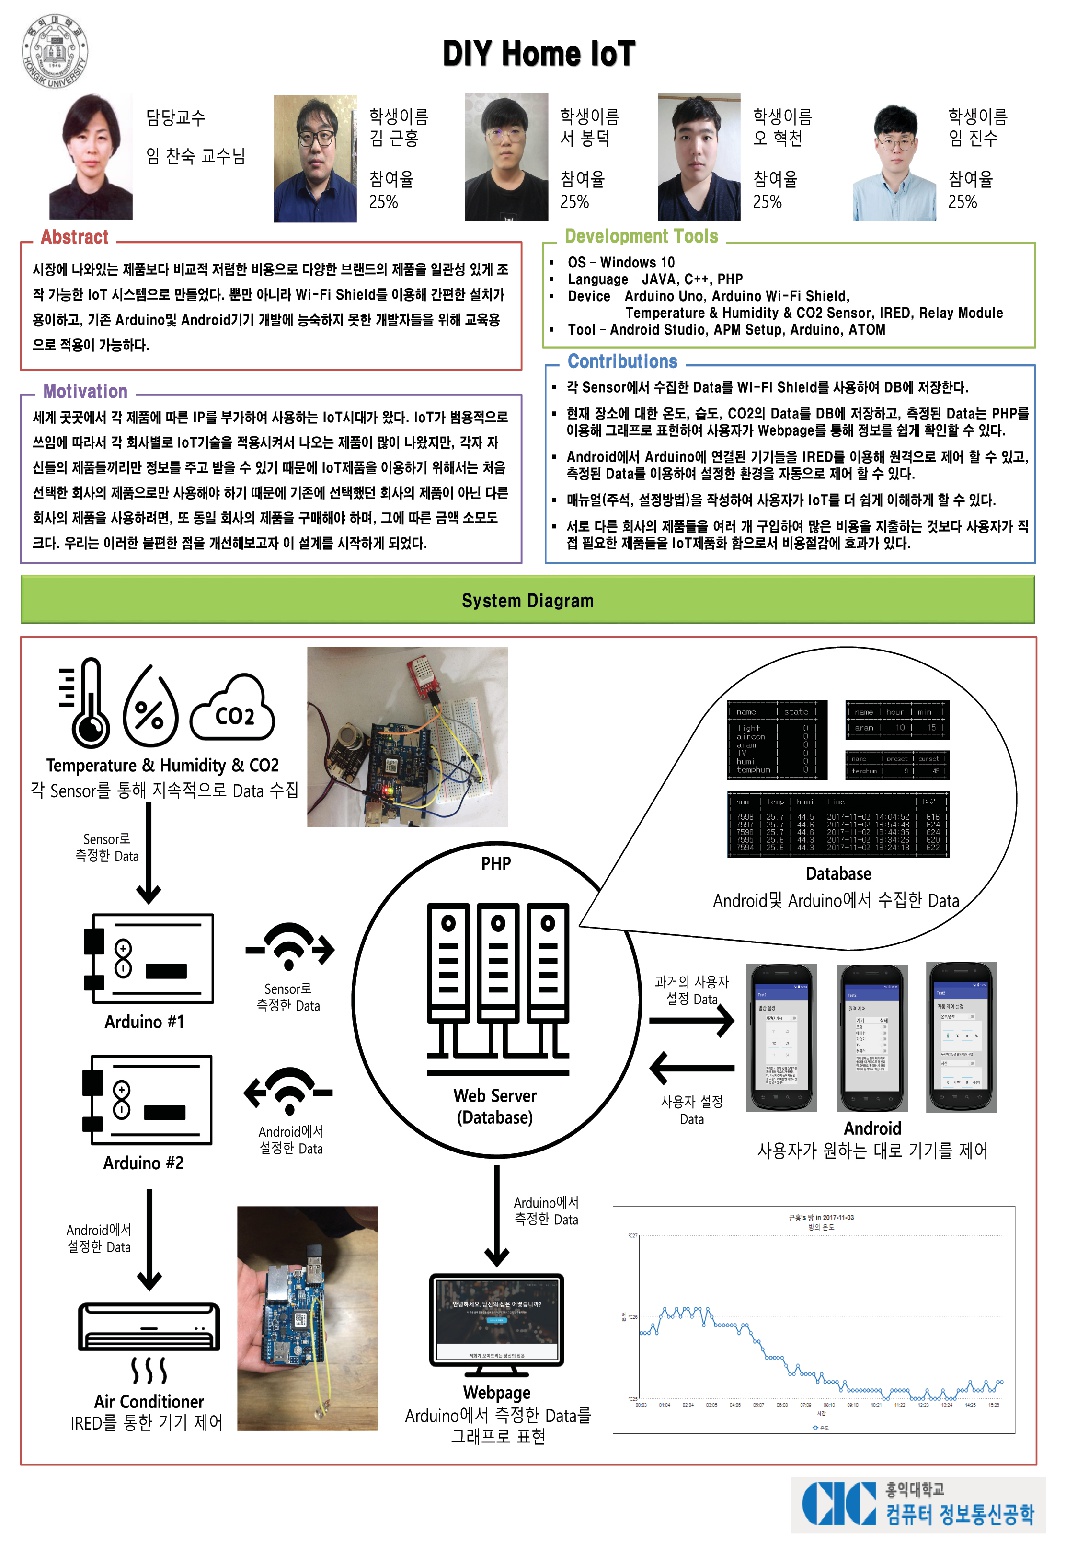 DIY Home IoT
담당교수
임 찬숙 교수님
학생이름
김 근홍
참여율
25%
학생이름
서 봉덕
참여율
25%
학생이름
오 혁천
참여율
25%
학생이름
임 진수
참여율
25%
Abstract
시장에 나와있는 제품보다 비교적 저렴한 비용으로 다양한 브랜드의 제품을 일관성 있게 조
작 가능한 IoT 시스템으로 만들었다. 뿐만 아니라 Wi-Fi Shield를 이용해 간편한 설치가
용이하고, 기존 Arduino및 Android기기 개발에 능숙하지 못한 개발자들을 위해 교육용
으로 적용이 가능하다.
Motivation
세계 곳곳에서 각 제품에 따른 IP를 부가하여 사용하는 IoT시대가 왔다. IoT가 범용적으로
쓰임에 따라서 각 회사별로 IoT기술을 적용시켜서 나오는 제품이 많이 나왔지만, 각자 자
신들의 제품들끼리만 정보를 주고 받을 수 있기 때문에 IoT제품을 이용하기 위해서는 처음
선택한 회사의 제품으로만 사용해야 하기 때문에 기존에 선택했던 회사의 제품이 아닌 다른
회사의 제품을 사용하려면, 또 동일 회사의 제품을 구매해야 하며, 그에 따른 금액 소모도
크다. 우리는 이러한 불편한 점을 개선해보고자 이 설계를 시작하게 되었다.
Development Tools
▪ OS – Windows 10
▪ Language JAVA, C++, PHP
▪ Device Arduino Uno, Arduino Wi-Fi Shield,
Temperature & Humidity & CO2 Sensor, IRED, Relay Module
▪ Tool – Android Studio, APM Setup, Arduino, ATOM
Contributions
▪ 각 Sensor에서 수집한 Data를 WI-FI Shield를 사용하여 DB에 저장한다.
▪ 현재 장소에 대한 온도, 습도, CO2의 Data를 DB에 저장하고, 측정된 Data는 PHP를
이용해 그래프로 표현하여 사용자가 Webpage를 통해 정보를 쉽게 확인할 수 있다.
▪ Android에서 Arduino에 연결된 기기들을 IRED를 이용해 원격으로 제어 할 수 있고,
측정된 Data를 이용하여 설정한 환경을 자동으로 제어 할 수 있다.
▪ 매뉴얼(주석, 설정방법)을 작성하여 사용자가 IoT를 더 쉽게 이해하게 할 수 있다.
▪ 서로 다른 회사의 제품들을 여러 개 구입하여 많은 비용을 지출하는 것보다 사용자가 직
접 필요한 제품들을 IoT제품화 함으로서 비용절감에 효과가 있다.
System Diagram
%
CO2
Temperature & Humidity & CO2
각 Sensor를 통해 지속적으로 Data 수집
Sensor로
측정한 Data
Arduino #1
Sensor로
측정한 Data
PHP
Web Server
(Database)
name state
light 0
aircon 0
aram 0
TV 0
humi 0
temphum 0
name hour min
aran 10 15
Database
Android및 Arduino에서 수집한 Data
과거의 사용자
설정 Data
사용자 설정
Data
Android
사용자가 원하는 대로 기기를 제어
Arduino #2
Android에서
설정한 Data
Android에서
설정한 Data
Air Conditioner
IRED를 통한 기기 제어
Arduino에서
측정한 Data
Webpage
Arduino에서 측정한 Data를
그래프로 표현
근홍's 방 in 2017-11-03
방의 온도
시간
온도
홍익대학교
CIC 컴퓨터 정보통신공학